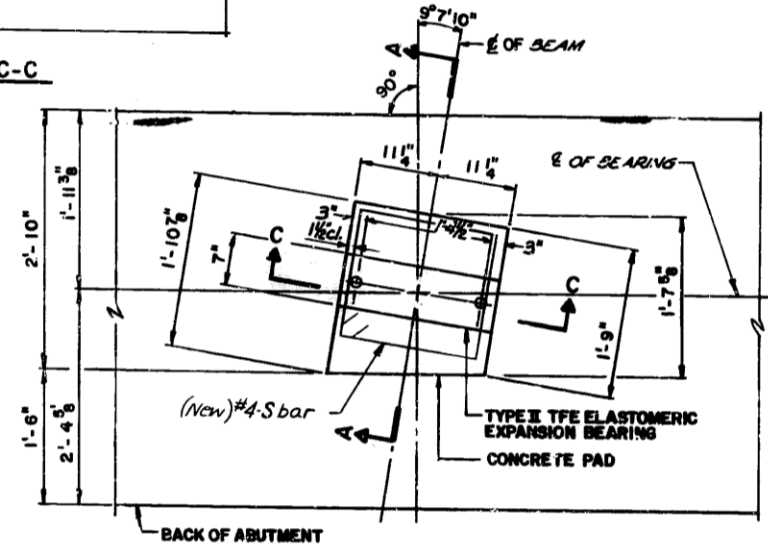 9°7'10"
A
℄ OF BEAM
C-C
90°
11 1/4"
11 1/4"
℄ OF BEARING
1'-11 3/8"
2'-10"
1'-10 7/8"
3"
1 1/2" cl.
3"
7"
C
C
1'-7 5/8"
1'-9"
(New) #4-S bar
1'-6"
2'-4 5/8"
A
TYPE II TFE ELASTOMERIC
EXPANSION BEARING
CONCRETE PAD
BACK OF ABUTMENT